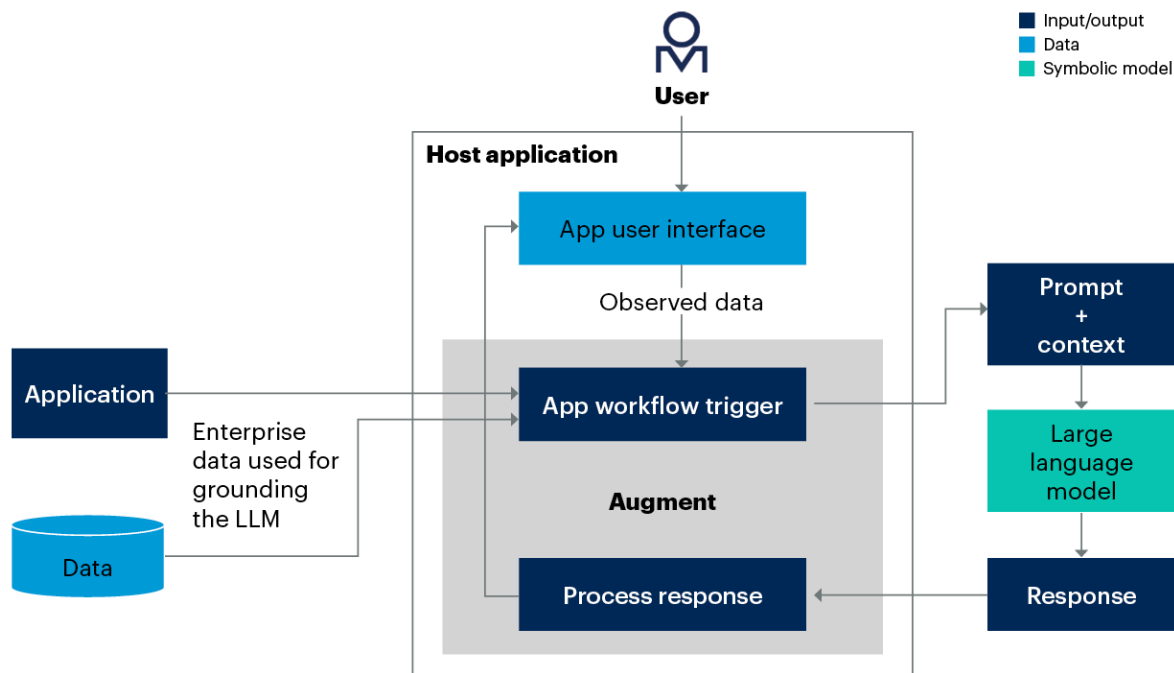 Input/output
Data
Symbolic model
User
Host application
App user interface
Observed data
Prompt
+
context
Application
App workflow trigger
Enterprise
data used for
grounding
the LLM
Large
language
model
Augment
Data
Process response
Response